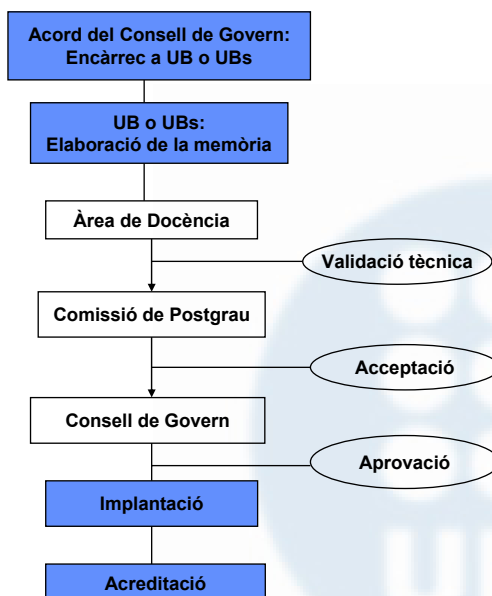 Acord del Consell de Govern:
Encàrrec a UB o UBs
UB o UBs:
Elaboració de la memòria
Àrea de Docència
Validació tècnica
Comissió de Postgrau
Acceptació
Consell de Govern
Aprovació
Implantació
Acreditació